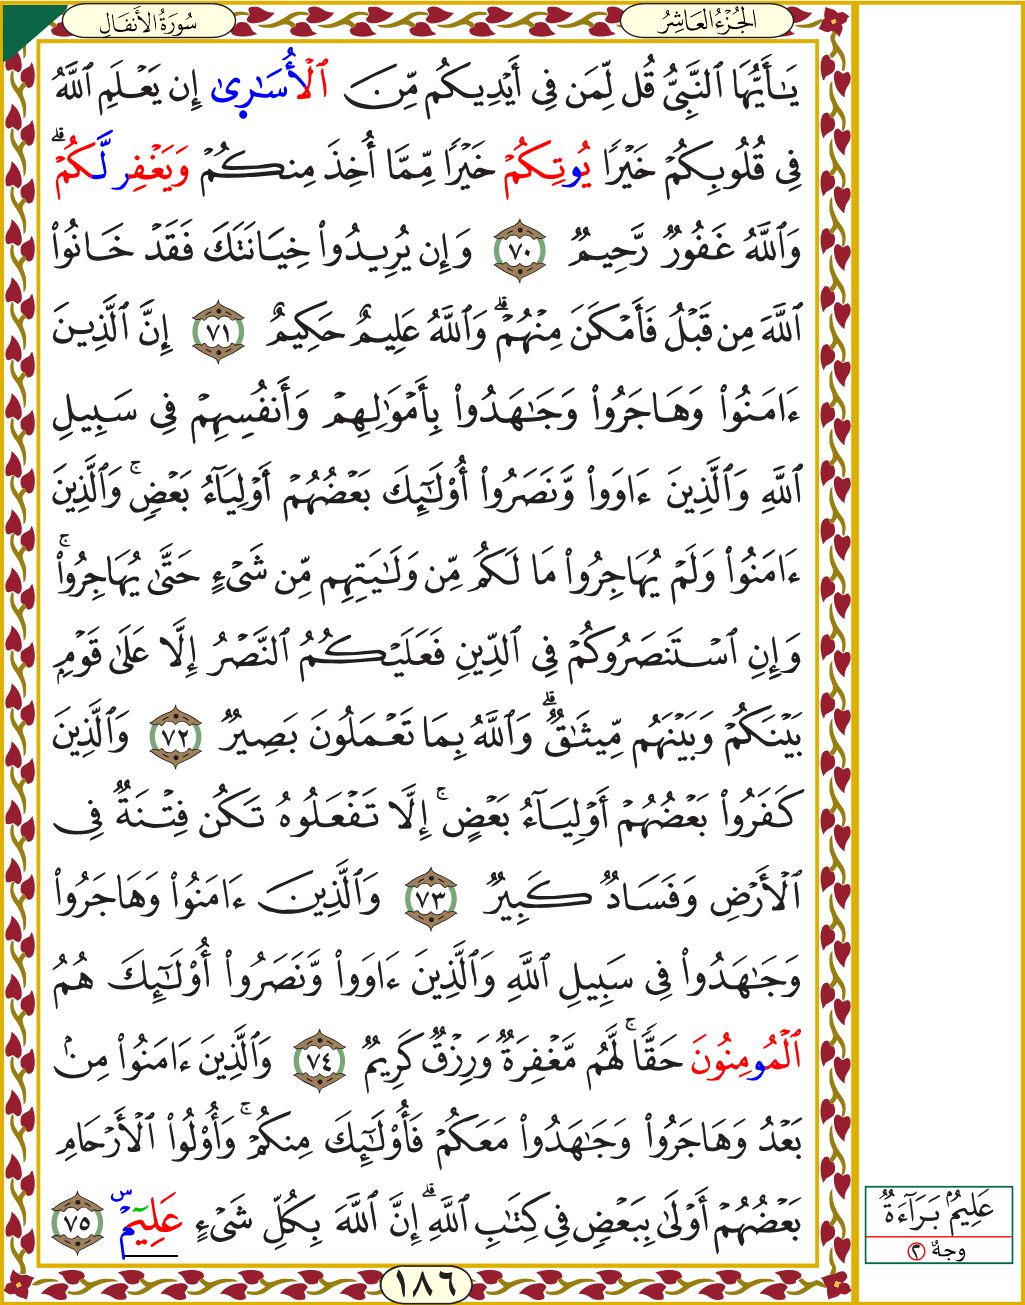 الجُزْءُ العَاشِرُ
سُورَةُ الأَنفَالِ
يَـٰٓأَيُّهَا ٱلنَّبِىُّ قُل لِّمَن فِى أَيْدِيكُم مِّنَ ٱلْأُسَـٰرِىٰ إِن يَعْلَمِ ٱللَّهُ
فِى قُلُوبِكُمْ خَيْرًا يُوتِكُمْ خَيْرًا مِّمَّا أُخِذَ مِنكُمْ وَيَغْفِر لَّكُمْ ۗ
وَٱللَّهُ غَفُورٌ رَّحِيمٌ ٧٠ وَإِن يُرِيدُوا۟ خِيَانَتَكَ فَقَدْ خَانُوا۟
ٱللَّهَ مِن قَبْلُ فَأَمْكَنَ مِنْهُمْ ۗ وَٱللَّهُ عَلِيمٌ حَكِيمٌ ٧١ إِنَّ ٱلَّذِينَ
ءَامَنُوا۟ وَهَاجَرُوا۟ وَجَـٰهَدُوا۟ بِأَمْوَٰلِهِمْ وَأَنفُسِهِمْ فِى سَبِيلِ
ٱللَّهِ وَٱلَّذِينَ ءَاوَوا۟ وَّنَصَرُوا۟ أُو۟لَـٰٓئِكَ بَعْضُهُمْ أَوْلِيَآءُ بَعْضٍ ۚ وَٱلَّذِينَ
ءَامَنُوا۟ وَلَمْ يُهَاجِرُوا۟ مَا لَكُم مِّن وَلَـٰيَتِهِم مِّن شَىْءٍ حَتَّىٰ يُهَاجِرُوا۟ ۚ
وَإِنِ ٱسْتَنصَرُوكُمْ فِى ٱلدِّينِ فَعَلَيْكُمُ ٱلنَّصْرُ إِلَّا عَلَىٰ قَوْمٍ
بَيْنَكُمْ وَبَيْنَهُم مِّيثَـٰقٌ ۗ وَٱللَّهُ بِمَا تَعْمَلُونَ بَصِيرٌ ٧٢ وَٱلَّذِينَ
كَفَرُوا۟ بَعْضُهُمْ أَوْلِيَآءُ بَعْضٍ ۚ إِلَّا تَفْعَلُوهُ تَكُن فِتْنَةٌ فِى
ٱلْأَرْضِ وَفَسَادٌ كَبِيرٌ ٧٣ وَٱلَّذِينَ ءَامَنُوا۟ وَهَاجَرُوا۟
وَجَـٰهَدُوا۟ فِى سَبِيلِ ٱللَّهِ وَٱلَّذِينَ ءَاوَوا۟ وَّنَصَرُوا۟ أُو۟لَـٰٓئِكَ هُمُ
ٱلْمُومِنُونَ حَقًّا ۚ لَّهُم مَّغْفِرَةٌ وَرِزْقٌ كَرِيمٌ ٧٤ وَٱلَّذِينَ ءَامَنُوا۟ مِنۢ
بَعْدُ وَهَاجَرُوا۟ وَجَـٰهَدُوا۟ مَعَكُمْ فَأُو۟لَـٰٓئِكَ مِنكُمْ ۚ وَأُو۟لُوا۟ ٱلْأَرْحَامِ
بَعْضُهُمْ أَوْلَىٰ بِبَعْضٍ فِى كِتَـٰبِ ٱللَّهِ ۗ إِنَّ ٱللَّهَ بِكُلِّ شَىْءٍ عَلِيمٌۜ ٧٥
عَلِيمٌۢ بَرَآءَةٌ
وجهٌ ٢
١٨٦